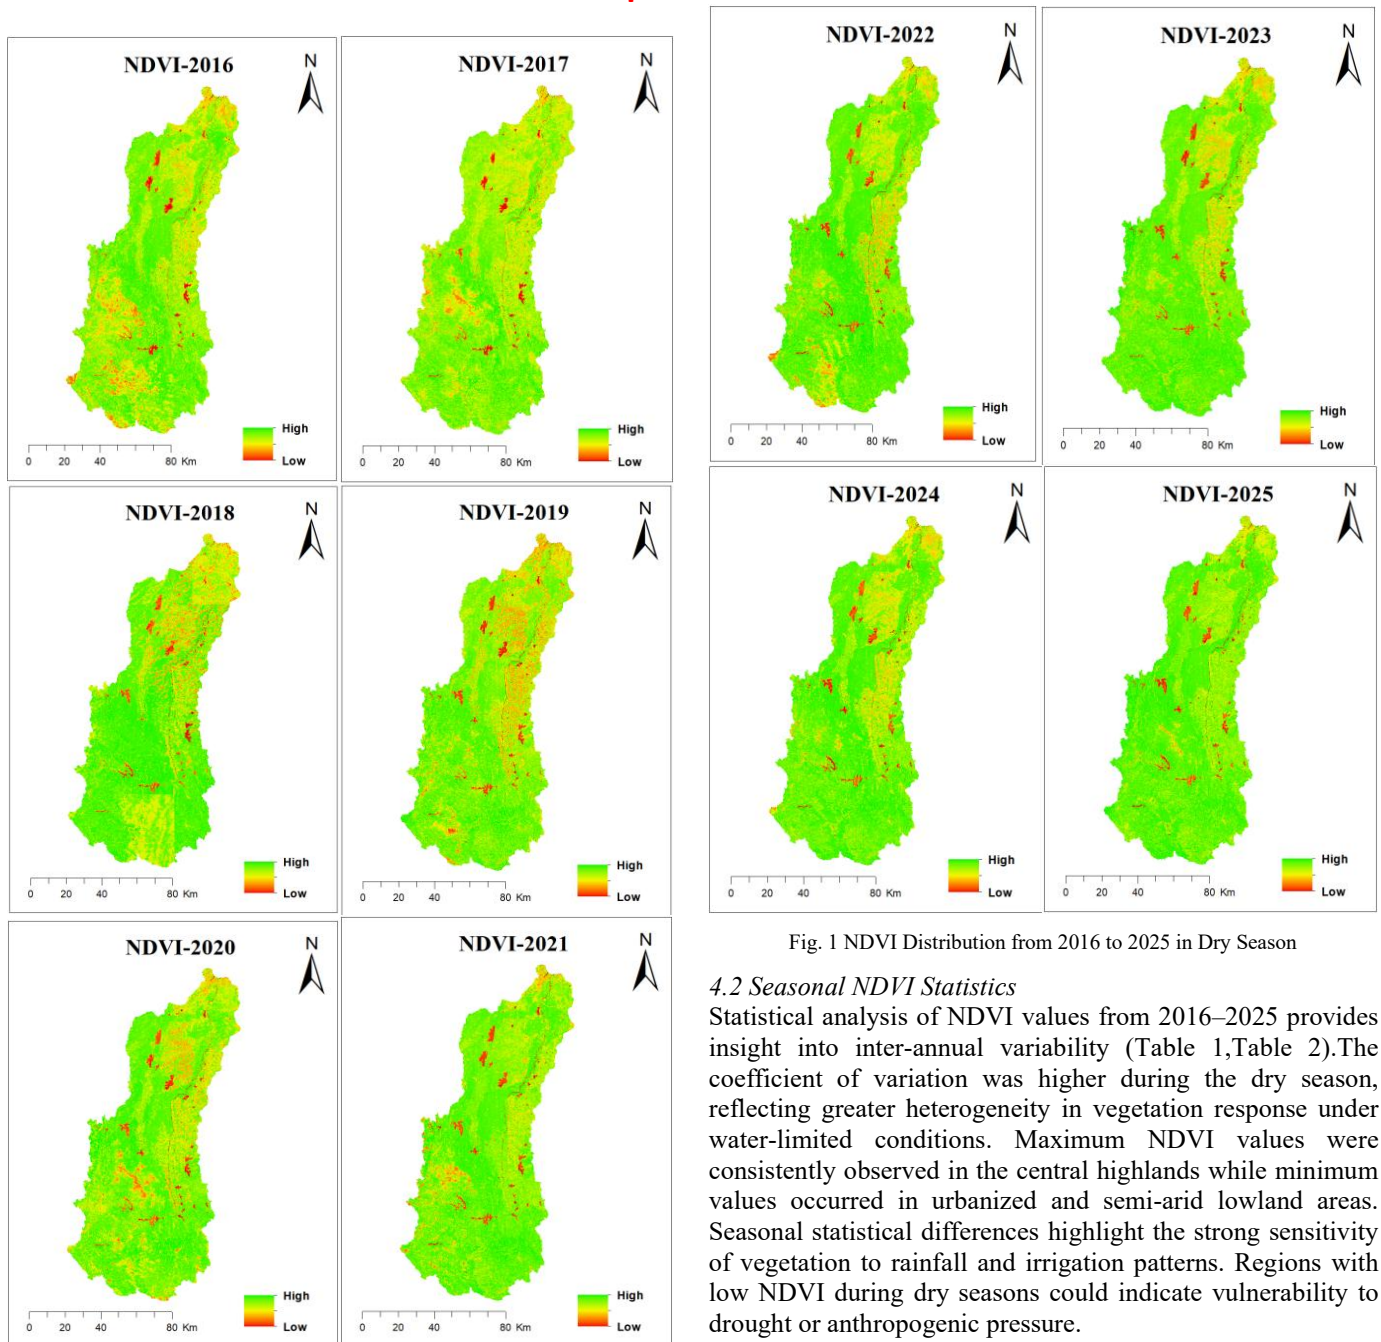 NDVI-2016
N
High
Low
0 20 40 80 Km
NDVI-2017
N
High
Low
0 20 40 80 Km
NDVI-2018
N
High
Low
0 20 40 80 Km
NDVI-2019
N
High
Low
0 20 40 80 Km
NDVI-2020
N
High
Low
0 20 40 80 Km
NDVI-2021
N
High
Low
0 20 40 80 Km
NDVI-2022
N
High
Low
0 20 40 80 Km
NDVI-2023
N
High
Low
0 20 40 80 Km
NDVI-2024
N
High
Low
0 20 40 80 Km
NDVI-2025
N
High
Low
0 20 40 80 Km
Fig. 1 NDVI Distribution from 2016 to 2025 in Dry Season
4.2 Seasonal NDVI Statistics
Statistical analysis of NDVI values from 2016–2025 provides
insight into inter-annual variability (Table 1,Table 2).The
coefficient of variation was higher during the dry season,
reflecting greater heterogeneity in vegetation response under
water-limited conditions. Maximum NDVI values were
consistently observed in the central highlands while minimum
values occurred in urbanized and semi-arid lowland areas.
Seasonal statistical differences highlight the strong sensitivity
of vegetation to rainfall and irrigation patterns. Regions with
low NDVI during dry seasons could indicate vulnerability to
drought or anthropogenic pressure.